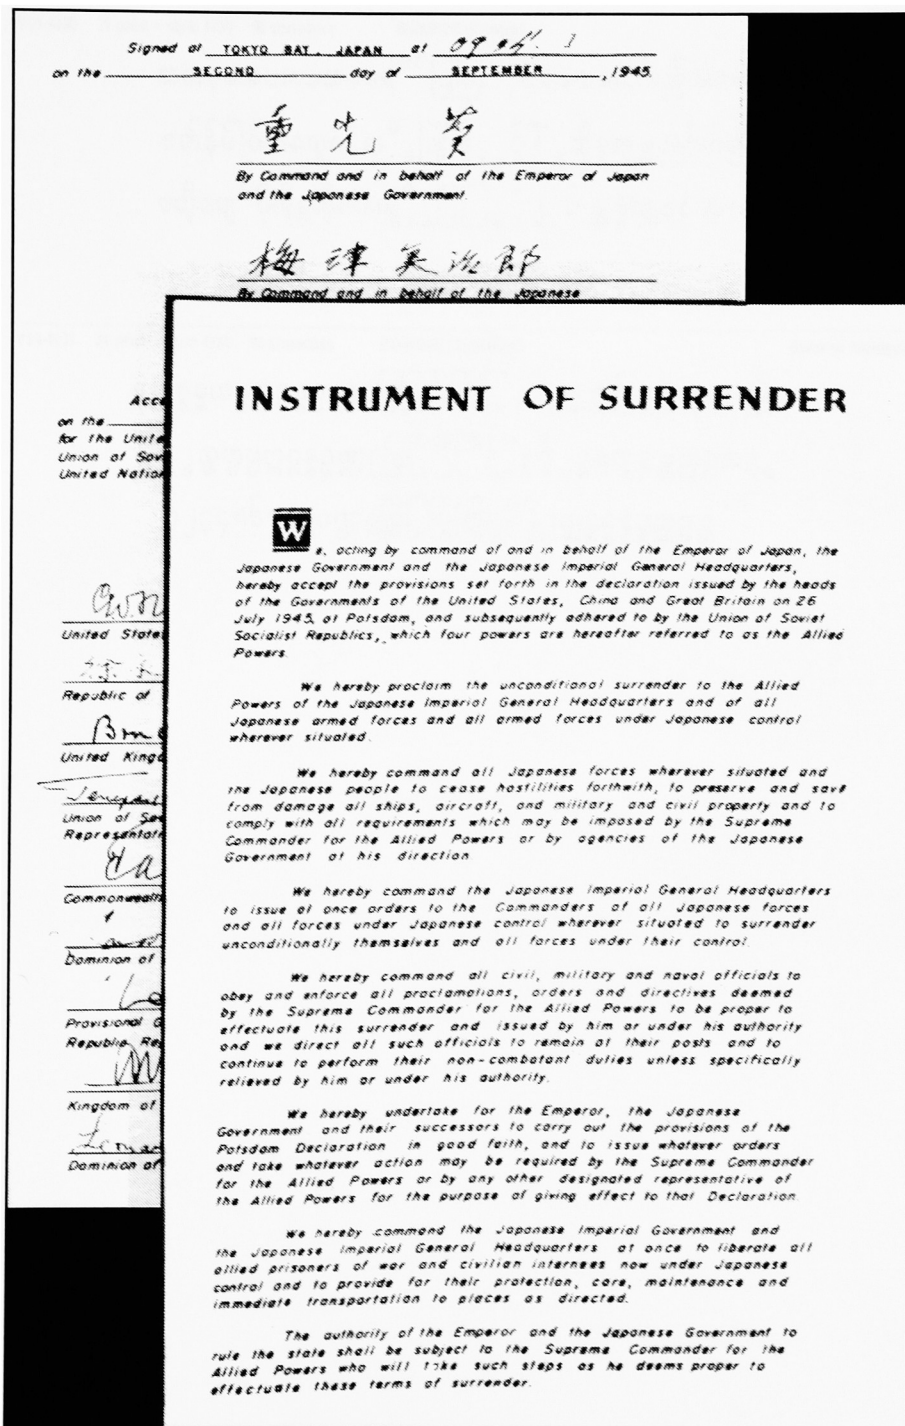 Signed at TOKYO BAY, JAPAN at 0904 I
on the SECOND day of SEPTEMBER, 1945
重光葵
By Command and in behalf of the Emperor of Japan
and the Japanese Government.
梅津美治郎
By Command and in behalf of the Japanese
Acce
on the
for the Unite
Union of Sov
United Nation
United State
Republic of
United Kingd
Union of Sov
Representati
Commonwealth
Dominion of
Provisional G
Republic Rep
Kingdom of
Dominion of
INSTRUMENT OF SURRENDER
We, acting by command of and in behalf of the Emperor of Japan, the
Japanese Government and the Japanese Imperial General Headquarters,
hereby accept the provisions set forth in the declaration issued by the heads
of the Governments of the United States, China and Great Britain on 26
July 1945, at Potsdam, and subsequently adhered to by the Union of Soviet
Socialist Republics, which four powers are hereafter referred to as the Allied
Powers.
We hereby proclaim the unconditional surrender to the Allied
Powers of the Japanese Imperial General Headquarters and of all
Japanese armed forces and all armed forces under Japanese control
wherever situated.
We hereby command all Japanese forces wherever situated and
the Japanese people to cease hostilities forthwith, to preserve and save
from damage all ships, aircraft, and military and civil property and to
comply with all requirements which may be imposed by the Supreme
Commander for the Allied Powers or by agencies of the Japanese
Government at his direction.
We hereby command the Japanese Imperial General Headquarters
to issue at once orders to the Commanders of all Japanese forces
and all forces under Japanese control wherever situated to surrender
unconditionally themselves and all forces under their control.
We hereby command all civil, military and naval officials to
obey and enforce all proclamations, orders and directives deemed
by the Supreme Commander for the Allied Powers to be proper to
effectuate this surrender and issued by him or under his authority
and we direct all such officials to remain at their posts and to
continue to perform their non-combatant duties unless specifically
relieved by him or under his authority.
We hereby undertake for the Emperor, the Japanese
Government and their successors to carry out the provisions of the
Potsdam Declaration in good faith, and to issue whatever orders
and take whatever action may be required by the Supreme Commander
for the Allied Powers or by any other designated representative of
the Allied Powers for the purpose of giving effect to that Declaration.
We hereby command the Japanese Imperial Government and
the Japanese Imperial General Headquarters at once to liberate all
allied prisoners of war and civilian internees now under Japanese
control and to provide for their protection, care, maintenance and
immediate transportation to places as directed.
The authority of the Emperor and the Japanese Government to
rule the state shall be subject to the Supreme Commander for the
Allied Powers who will take such steps as he deems proper to
effectuate these terms of surrender.